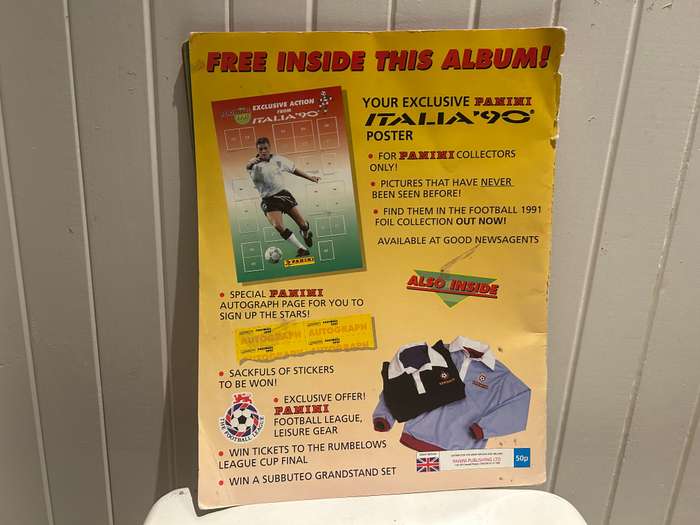 FREE INSIDE THIS ALBUM!
EXCLUSIVE ACTION
FROM
ITALIA '90
PANINI
YOUR EXCLUSIVE PANINI
ITALIA '90
POSTER
• FOR PANINI COLLECTORS
ONLY!
• PICTURES THAT HAVE NEVER
BEEN SEEN BEFORE!
• FIND THEM IN THE FOOTBALL 1991
FOIL COLLECTION OUT NOW!
AVAILABLE AT GOOD NEWSAGENTS
ALSO INSIDE
• SPECIAL PANINI
AUTOGRAPH PAGE FOR YOU TO
SIGN UP THE STARS!
AUTOGRAPH
AUTOGRAPH
AUTOGRAPH
• SACKFULS OF STICKERS
TO BE WON!
THE FOOTBALL LEAGUE
• EXCLUSIVE OFFER!
PANINI
FOOTBALL LEAGUE,
LEISURE GEAR
• WIN TICKETS TO THE RUMBELOWS
LEAGUE CUP FINAL
• WIN A SUBBUTEO GRANDSTAND SET
PANINI PUBLISHING LTD
50p